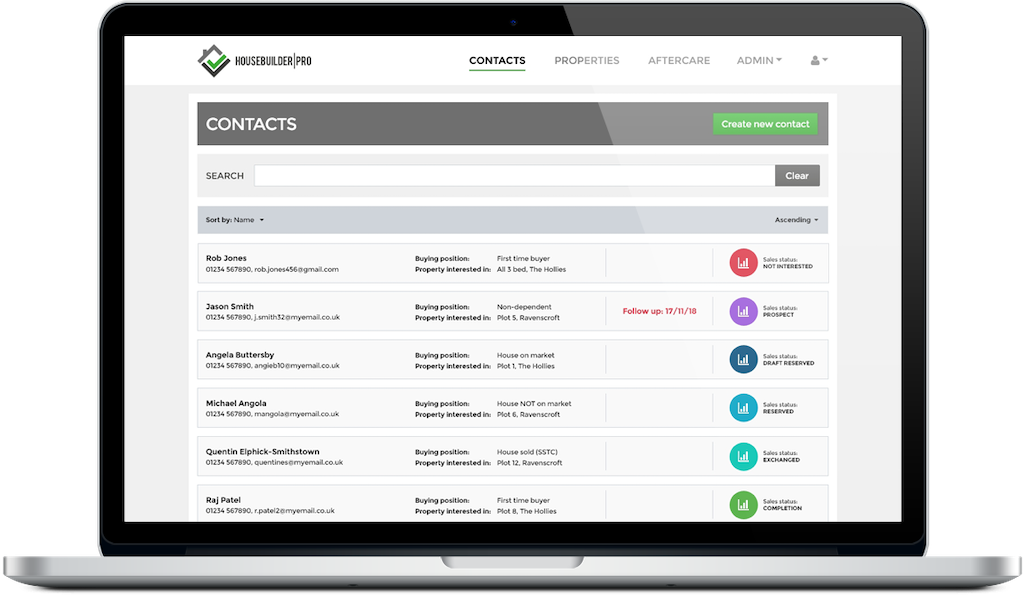 HOUSEBUILDER|PRO
CONTACTS PROPERTIES AFTERCARE ADMIN
CONTACTS
Create new contact
SEARCH
Clear
Sort by: Name
Ascending
Rob Jones
01234 567890, rob.jones456@gmail.com
Buying position: First time buyer
Property interested in: All 3 bed, The Hollies
Sales status:
NOT INTERESTED
Jason Smith
01234 567890, j.smith32@myemail.co.uk
Buying position: Non-dependent
Property interested in: Plot 5, Ravenscroft
Follow up: 17/11/18
Sales status:
PROSPECT
Angela Buttersby
01234 567890, angieb10@myemail.co.uk
Buying position: House on market
Property interested in: Plot 1, The Hollies
Sales status:
DRAFT RESERVED
Michael Angola
01234 567890, mangola@myemail.co.uk
Buying position: House NOT on market
Property interested in: Plot 6, Ravenscroft
Sales status:
RESERVED
Quentin Elphick-Smithstown
01234 567890, quentines@myemail.co.uk
Buying position: House sold (SSTC)
Property interested in: Plot 12, Ravenscroft
Sales status:
EXCHANGED
Raj Patel
01234 567890, r.patel2@myemail.co.uk
Buying position: First time buyer
Property interested in: Plot 8, The Hollies
Sales status:
COMPLETION